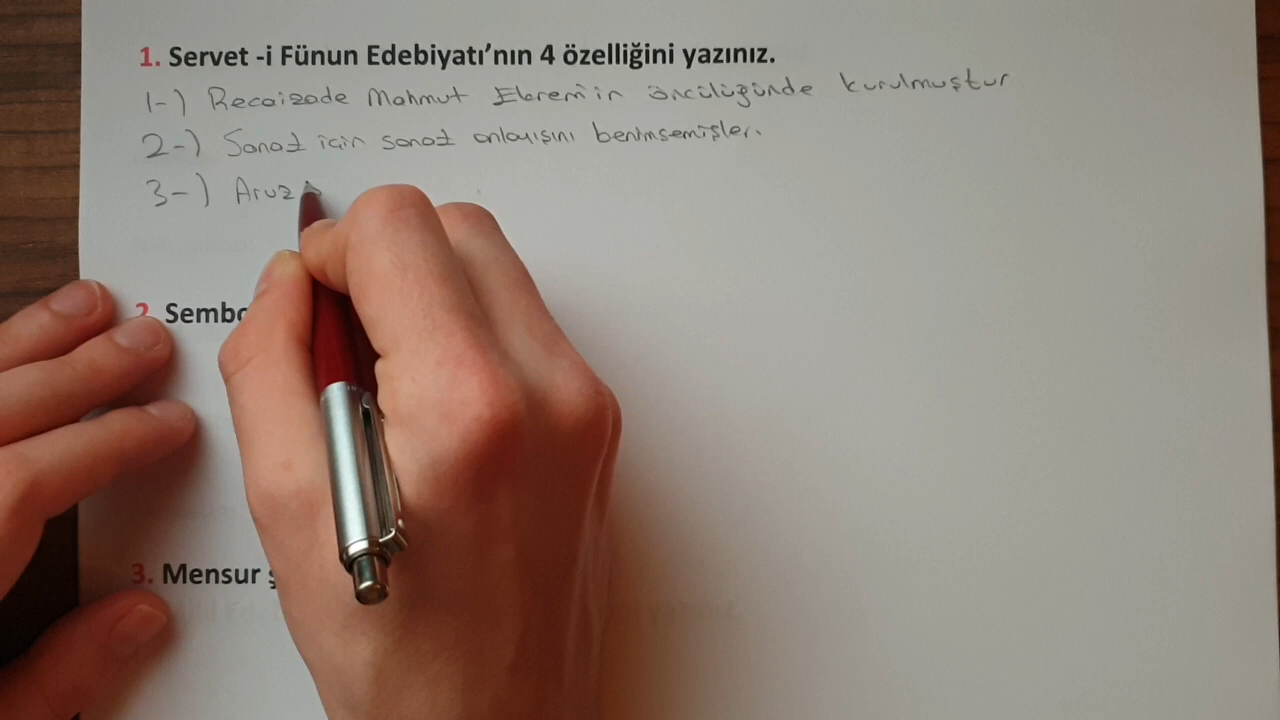 1. Servet -i Fünun Edebiyatı'nın 4 özelliğini yazınız.
1-) Recaizade Mahmut Ekrem'in öncülüğünde kurulmuştur
2-) Sanat için sanat anlayışını benimsemişler.
3-) Aruz
2. Sembo
3. Mensur ş